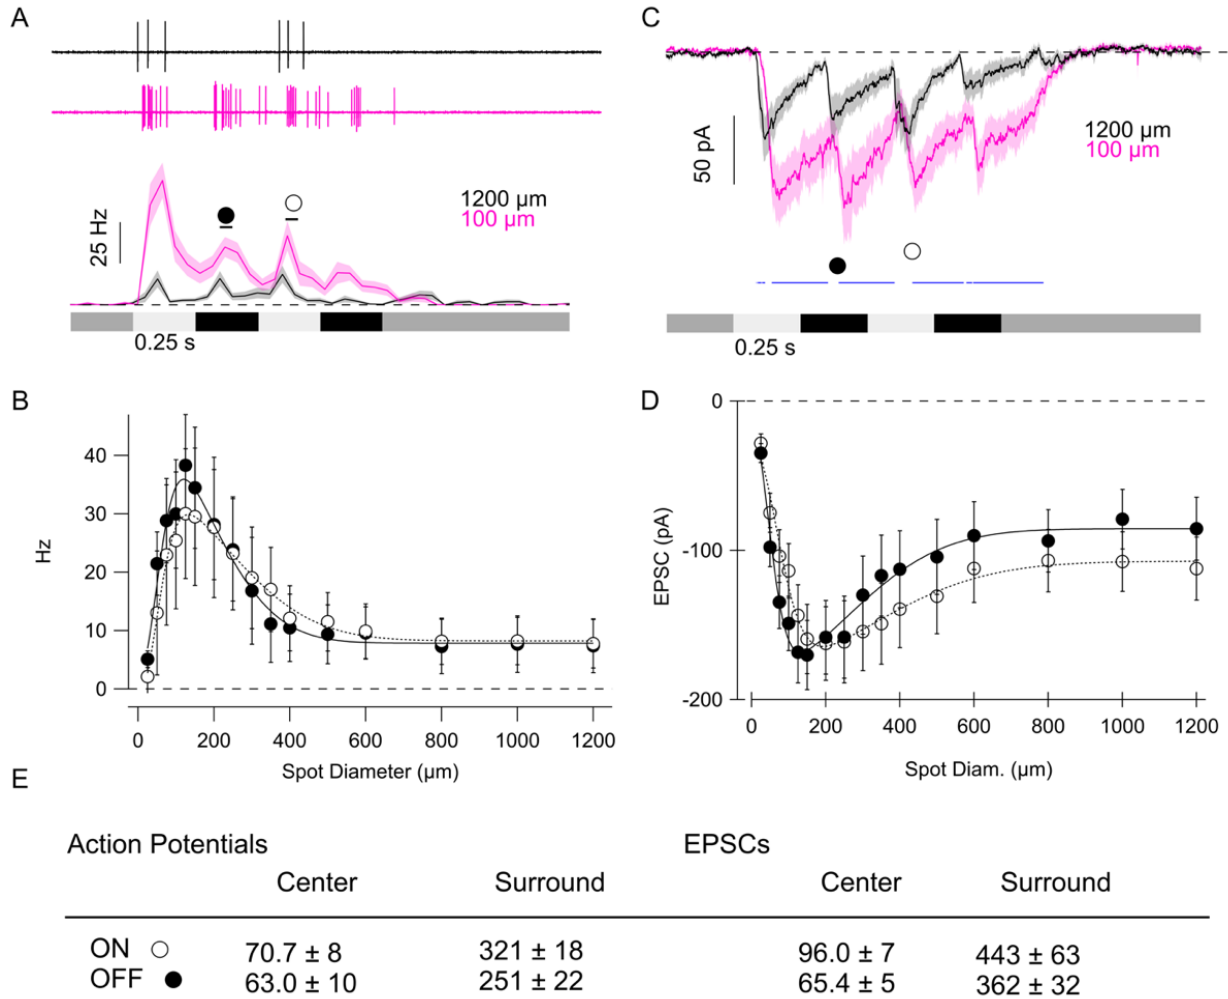 A
1200 µm
100 µm
25 Hz
0.25 s
C
50 pA
1200 µm
100 µm
0.25 s
B
Hz
40
30
20
10
0
0 200 400 600 800 1000 1200
Spot Diameter (µm)
D
EPSC (pA)
0
-100
-200
0 200 400 600 800 1000 1200
Spot Diam. (µm)
E
Action Potentials EPSCs
Center Surround Center Surround
ON 70.7 ± 8 321 ± 18 96.0 ± 7 443 ± 63
OFF 63.0 ± 10 251 ± 22 65.4 ± 5 362 ± 32